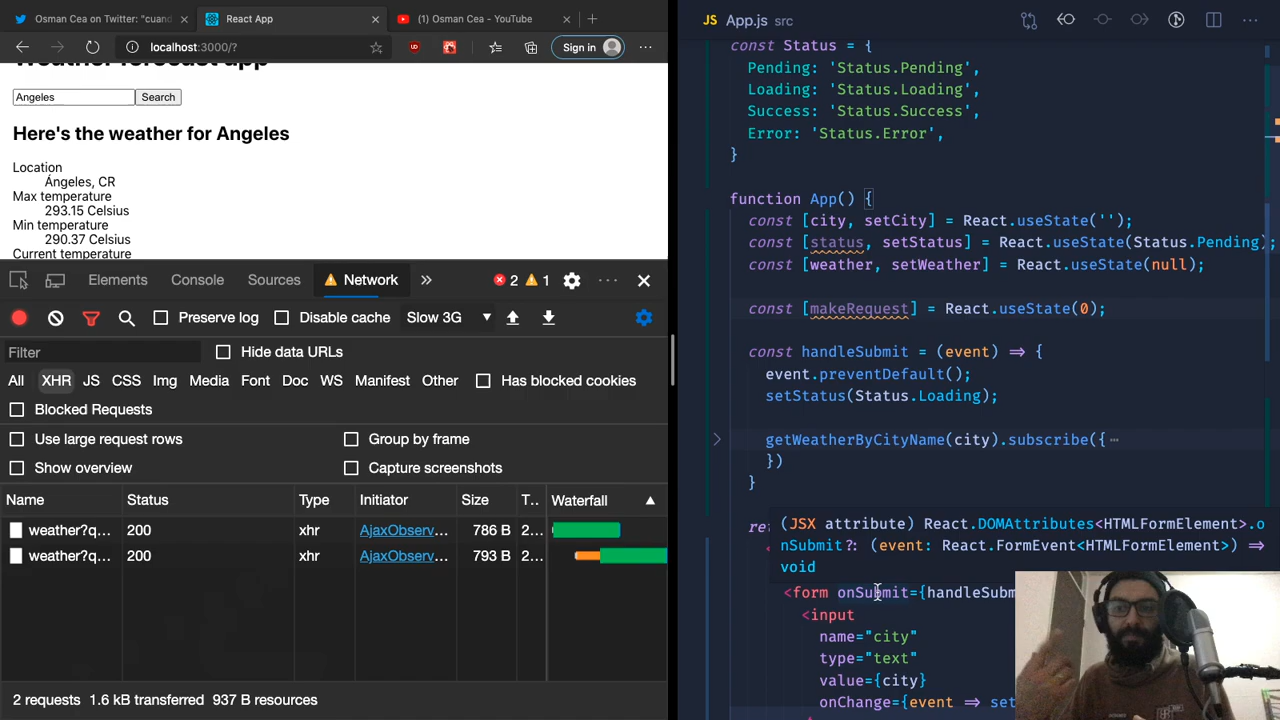 Osman Cea on Twitter: "cuand
React App
(1) Osman Cea - YouTube
localhost:3000/?
Sign in
Weather forecast app
Angeles
Search
Here's the weather for Angeles
Location
Ángeles, CR
Max temperature
293.15 Celsius
Min temperature
290.37 Celsius
Current temperature
Elements
Console
Sources
Network
»
2
1
Preserve log
Disable cache
Slow 3G
Filter
Hide data URLs
All XHR JS CSS Img Media Font Doc WS Manifest Other
Has blocked cookies
Blocked Requests
Use large request rows
Group by frame
Show overview
Capture screenshots
Name Status Type Initiator Size T.. Waterfall
weather?q... 200 xhr AjaxObserv... 786 B 2...
weather?q... 200 xhr AjaxObserv... 793 B 2...
2 requests 1.6 kB transferred 937 B resources
JS App.js src
const Status = {
Pending: 'Status.Pending',
Loading: 'Status.Loading',
Success: 'Status.Success',
Error: 'Status.Error',
}
function App() {
const [city, setCity] = React.useState('');
const [status, setStatus] = React.useState(Status.Pending);
const [weather, setWeather] = React.useState(null);
const [makeRequest] = React.useState(0);
const handleSubmit = (event) ⇒ {
event.preventDefault();
setStatus(Status.Loading);
getWeatherByCityName(city).subscribe({ ⋯
})
}
re
(JSX attribute) React.DOMAttributes<HTMLFormElement>.o
nSubmit?: (event: React.FormEvent<HTMLFormElement>) ⇒
void
<form onSubmit={handleSubm
<input
name="city"
type="text"
value={city}
onChange={event ⇒ set